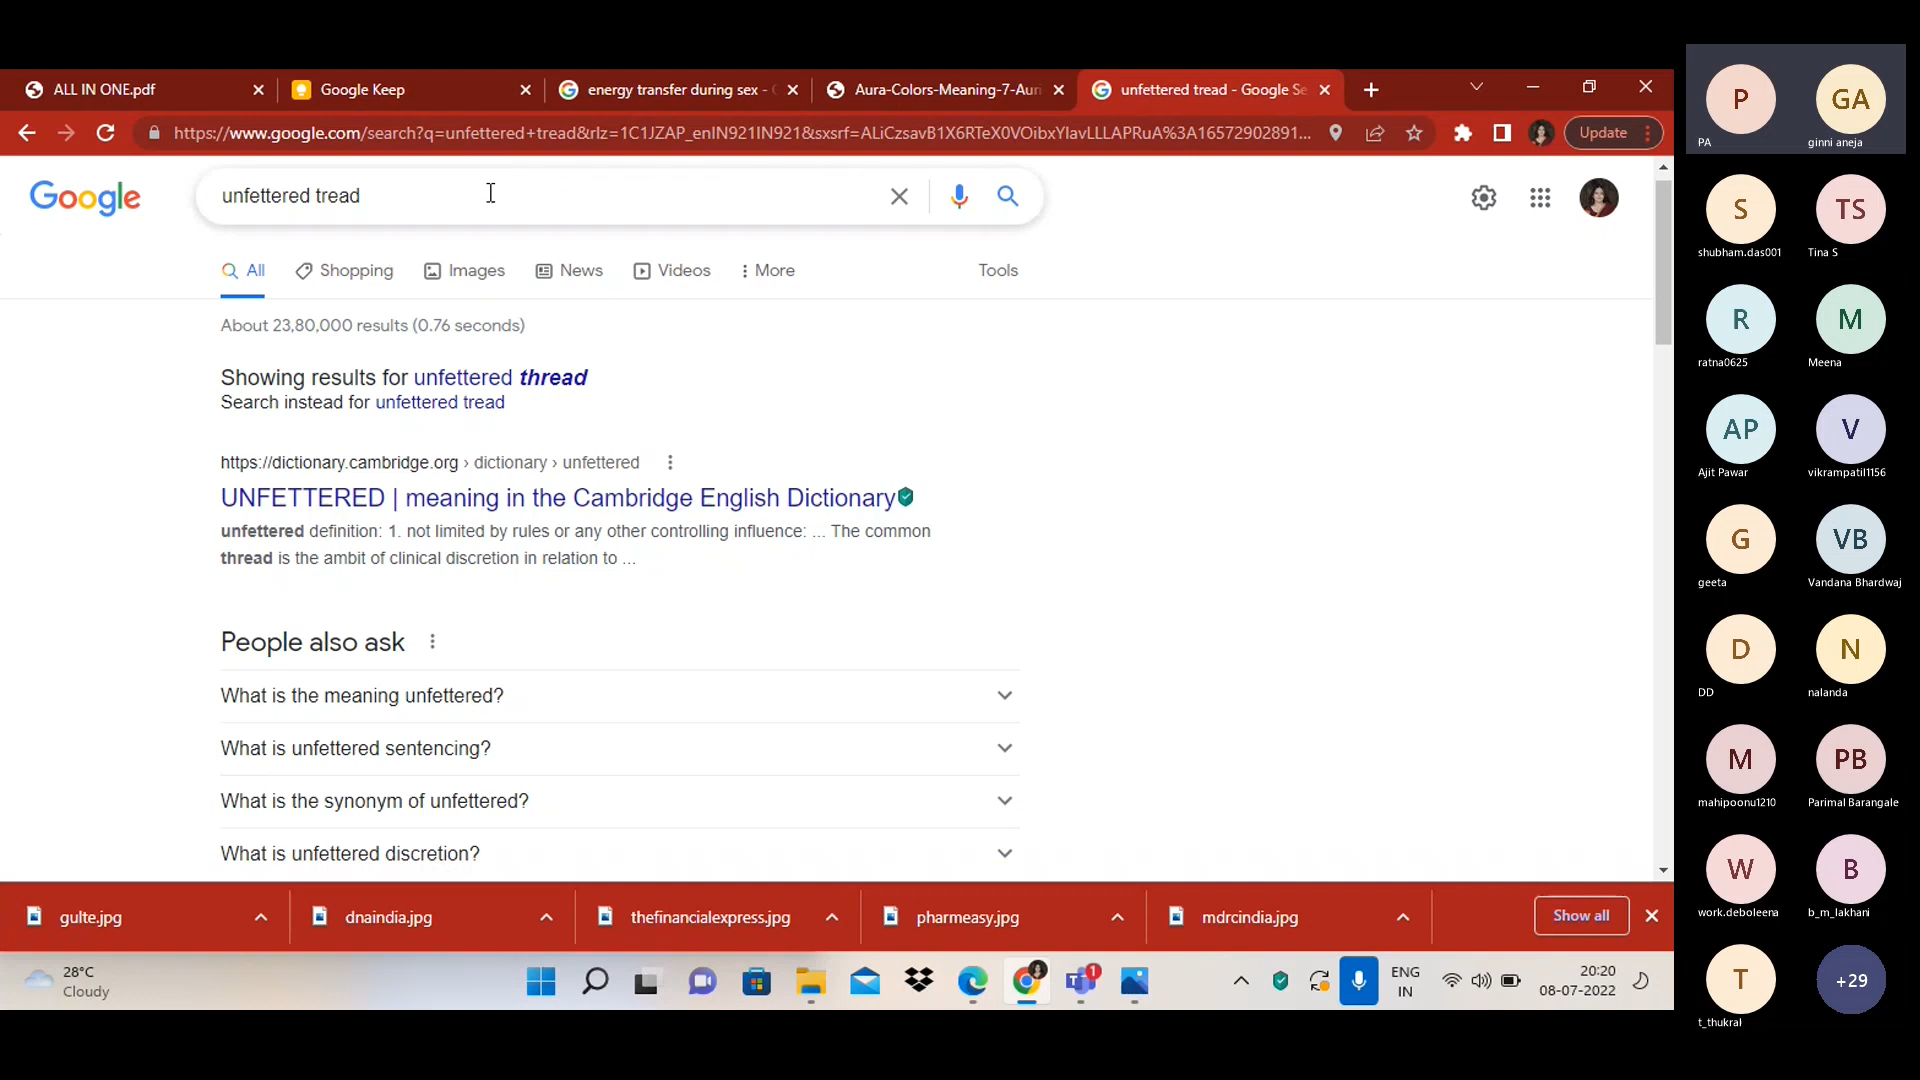 ALL IN ONE.pdf
Google Keep
energy transfer during sex -
Aura-Colors-Meaning-7-Auri
unfettered tread - Google Se
https://www.google.com/search?q=unfettered+tread&rlz=1C1JZAP_enIN921IN921&sxsrf=ALiCzsavB1X6RTeX0VOibxYlavLLLAPRuA%3A16572902891...
Update
Google
unfettered tread
All
Shopping
Images
News
Videos
More
Tools
About 23,80,000 results (0.76 seconds)
Showing results for unfettered thread
Search instead for unfettered tread
https://dictionary.cambridge.org › dictionary › unfettered
UNFETTERED | meaning in the Cambridge English Dictionary
unfettered definition: 1. not limited by rules or any other controlling influence: ... The common
thread is the ambit of clinical discretion in relation to ...
People also ask
What is the meaning unfettered?
What is unfettered sentencing?
What is the synonym of unfettered?
What is unfettered discretion?
gulte.jpg
dnaindia.jpg
thefinancialexpress.jpg
pharmeasy.jpg
mdrcindia.jpg
Show all
28°C
Cloudy
1
ENG
IN
20:20
08-07-2022
P
GA
PA
ginni aneja
S
TS
shubham.das001
Tina S
R
M
ratna0625
Meena
AP
V
Ajit Pawar
vikrampatil1156
G
VB
geeta
Vandana Bhardwaj
D
N
DD
nalanda
M
PB
mahipoonu1210
Parimal Barangale
W
B
work.deboleena
b_m_lakhani
T
+29
t_thukral